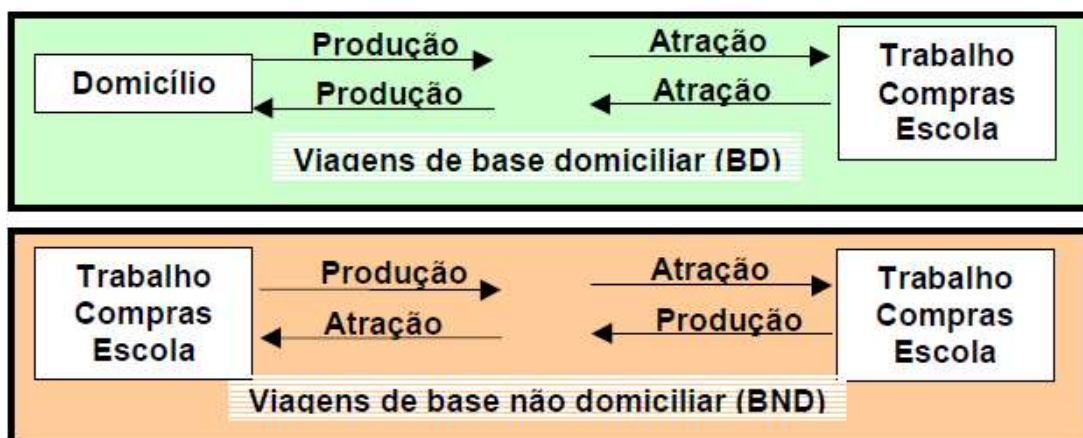 Domicílio
Produção
Produção
Atração
Atração
Trabalho
Compras
Escola
Viagens de base domiciliar (BD)
Trabalho
Compras
Escola
Produção
Atração
Atração
Produção
Trabalho
Compras
Escola
Viagens de base não domiciliar (BND)